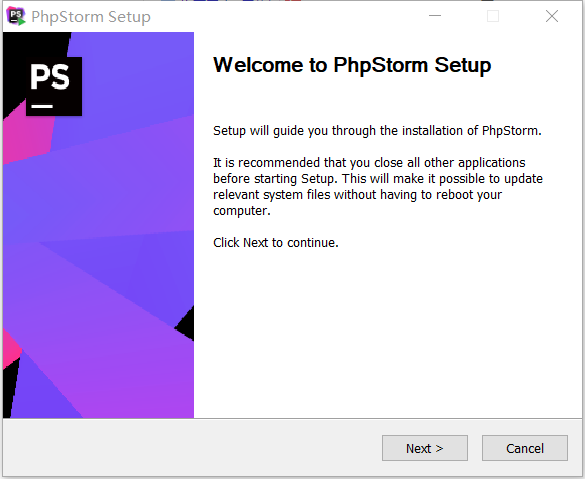 PhpStorm Setup
PS
Welcome to PhpStorm Setup
Setup will guide you through the installation of PhpStorm.
It is recommended that you close all other applications
before starting Setup. This will make it possible to update
relevant system files without having to reboot your
computer.
Click Next to continue.
Next >
Cancel